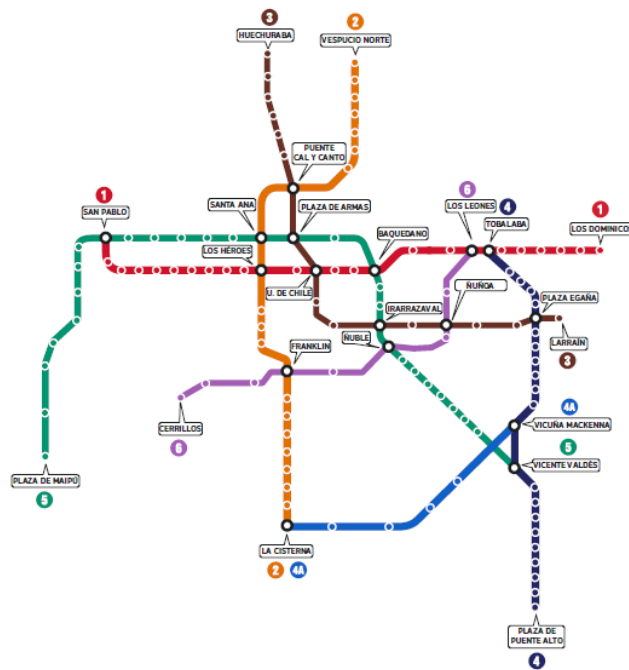 3
HUECHURABA
2
VESPUCIO NORTE
PUENTE
CAL Y CANTO
6
4
1
SAN PABLO
SANTA ANA
PLAZA DE ARMAS
LOS LEONES
TOBALABA
1
LOS DOMINICO
BAQUEDANO
LOS HÉROES
U. DE CHILE
IRARRAZAVAL
ÑUÑOA
PLAZA EGAÑA
ÑUBLE
FRANKLIN
LARRAÍN
3
CERRILLOS
6
4A
VICUÑA MACKENNA
5
VICENTE VALDÉS
PLAZA DE MAIPÚ
5
LA CISTERNA
2 4A
PLAZA DE
PUENTE ALTO
4